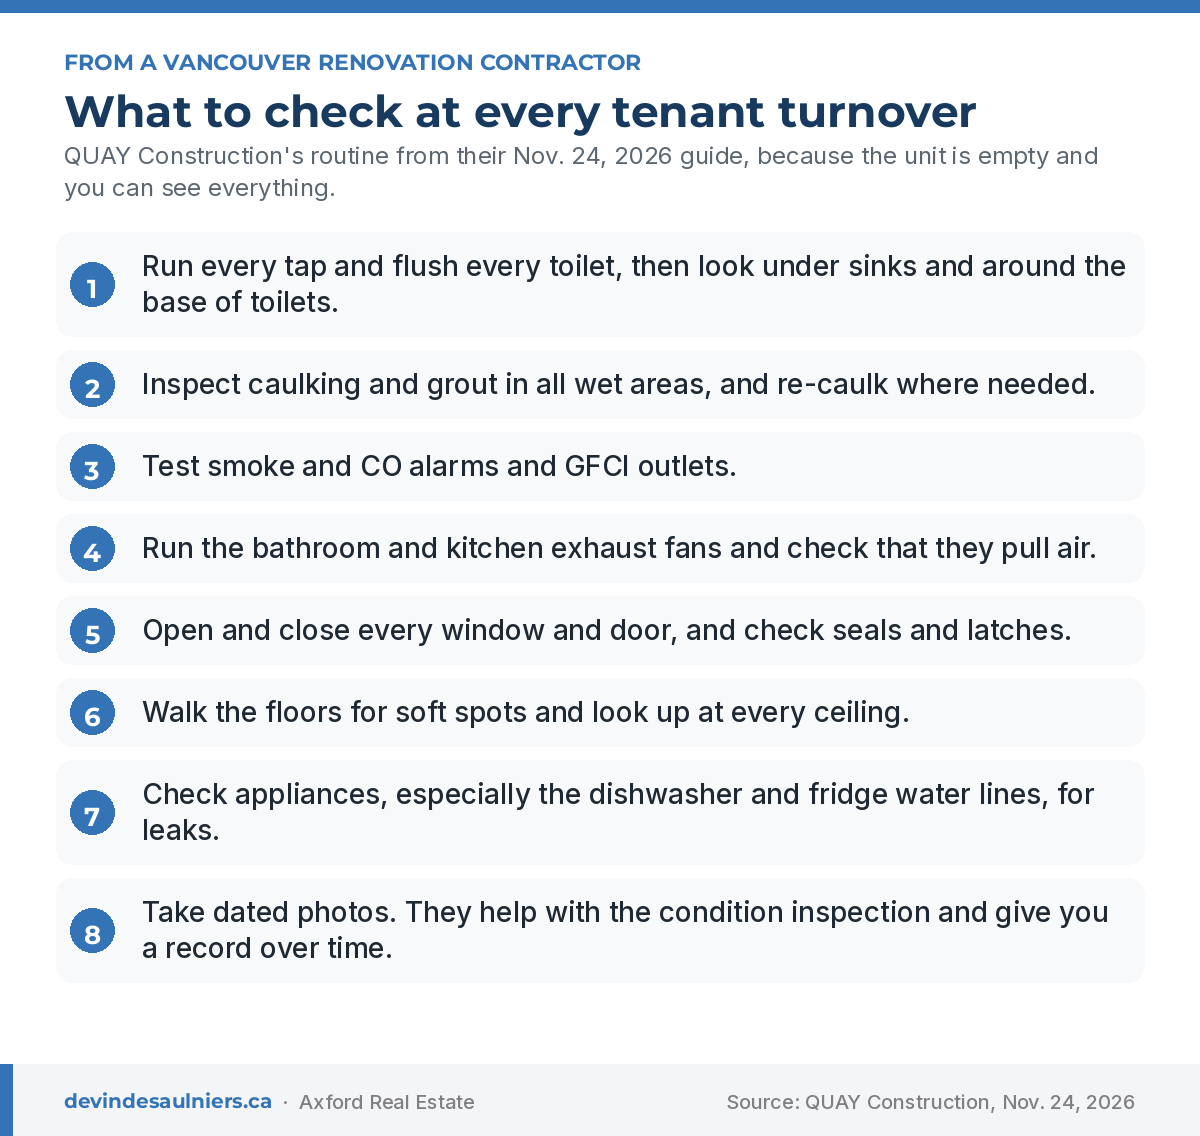 FROM A VANCOUVER RENOVATION CONTRACTOR
What to check at every tenant turnover
QUAY Construction's routine from their Nov. 24, 2026 guide, because the unit is empty and
you can see everything.
1
Run every tap and flush every toilet, then look under sinks and around the
base of toilets.
2
Inspect caulking and grout in all wet areas, and re-caulk where needed.
3
Test smoke and CO alarms and GFCI outlets.
4
Run the bathroom and kitchen exhaust fans and check that they pull air.
5
Open and close every window and door, and check seals and latches.
6
Walk the floors for soft spots and look up at every ceiling.
7
Check appliances, especially the dishwasher and fridge water lines, for
leaks.
8
Take dated photos. They help with the condition inspection and give you
a record over time.
devindesaulniers.ca · Axford Real Estate
Source: QUAY Construction, Nov. 24, 2026